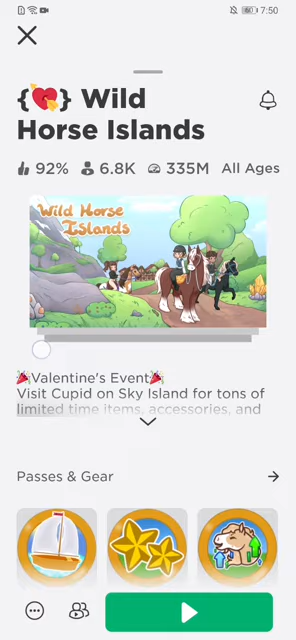 7:50
{💘} Wild
Horse Islands
92% 6.8K 335M All Ages
Wild Horse
Islands
🎉Valentine's Event🎉
Visit Cupid on Sky Island for tons of
limited time items, accessories, and
Passes & Gear